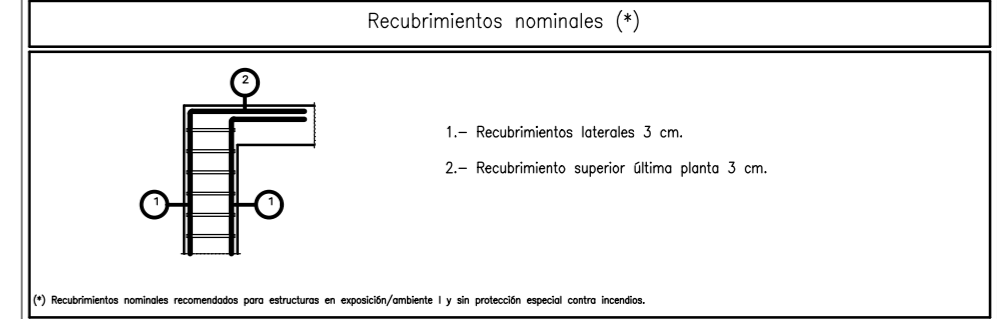 Recubrimientos nominales (*)
2
1.- Recubrimientos laterales 3 cm.
2.- Recubrimiento superior última planta 3 cm.
1
1
(*) Recubrimientos nominales recomendados para estructuras en exposición/ambiente I y sin protección especial contra incendios.